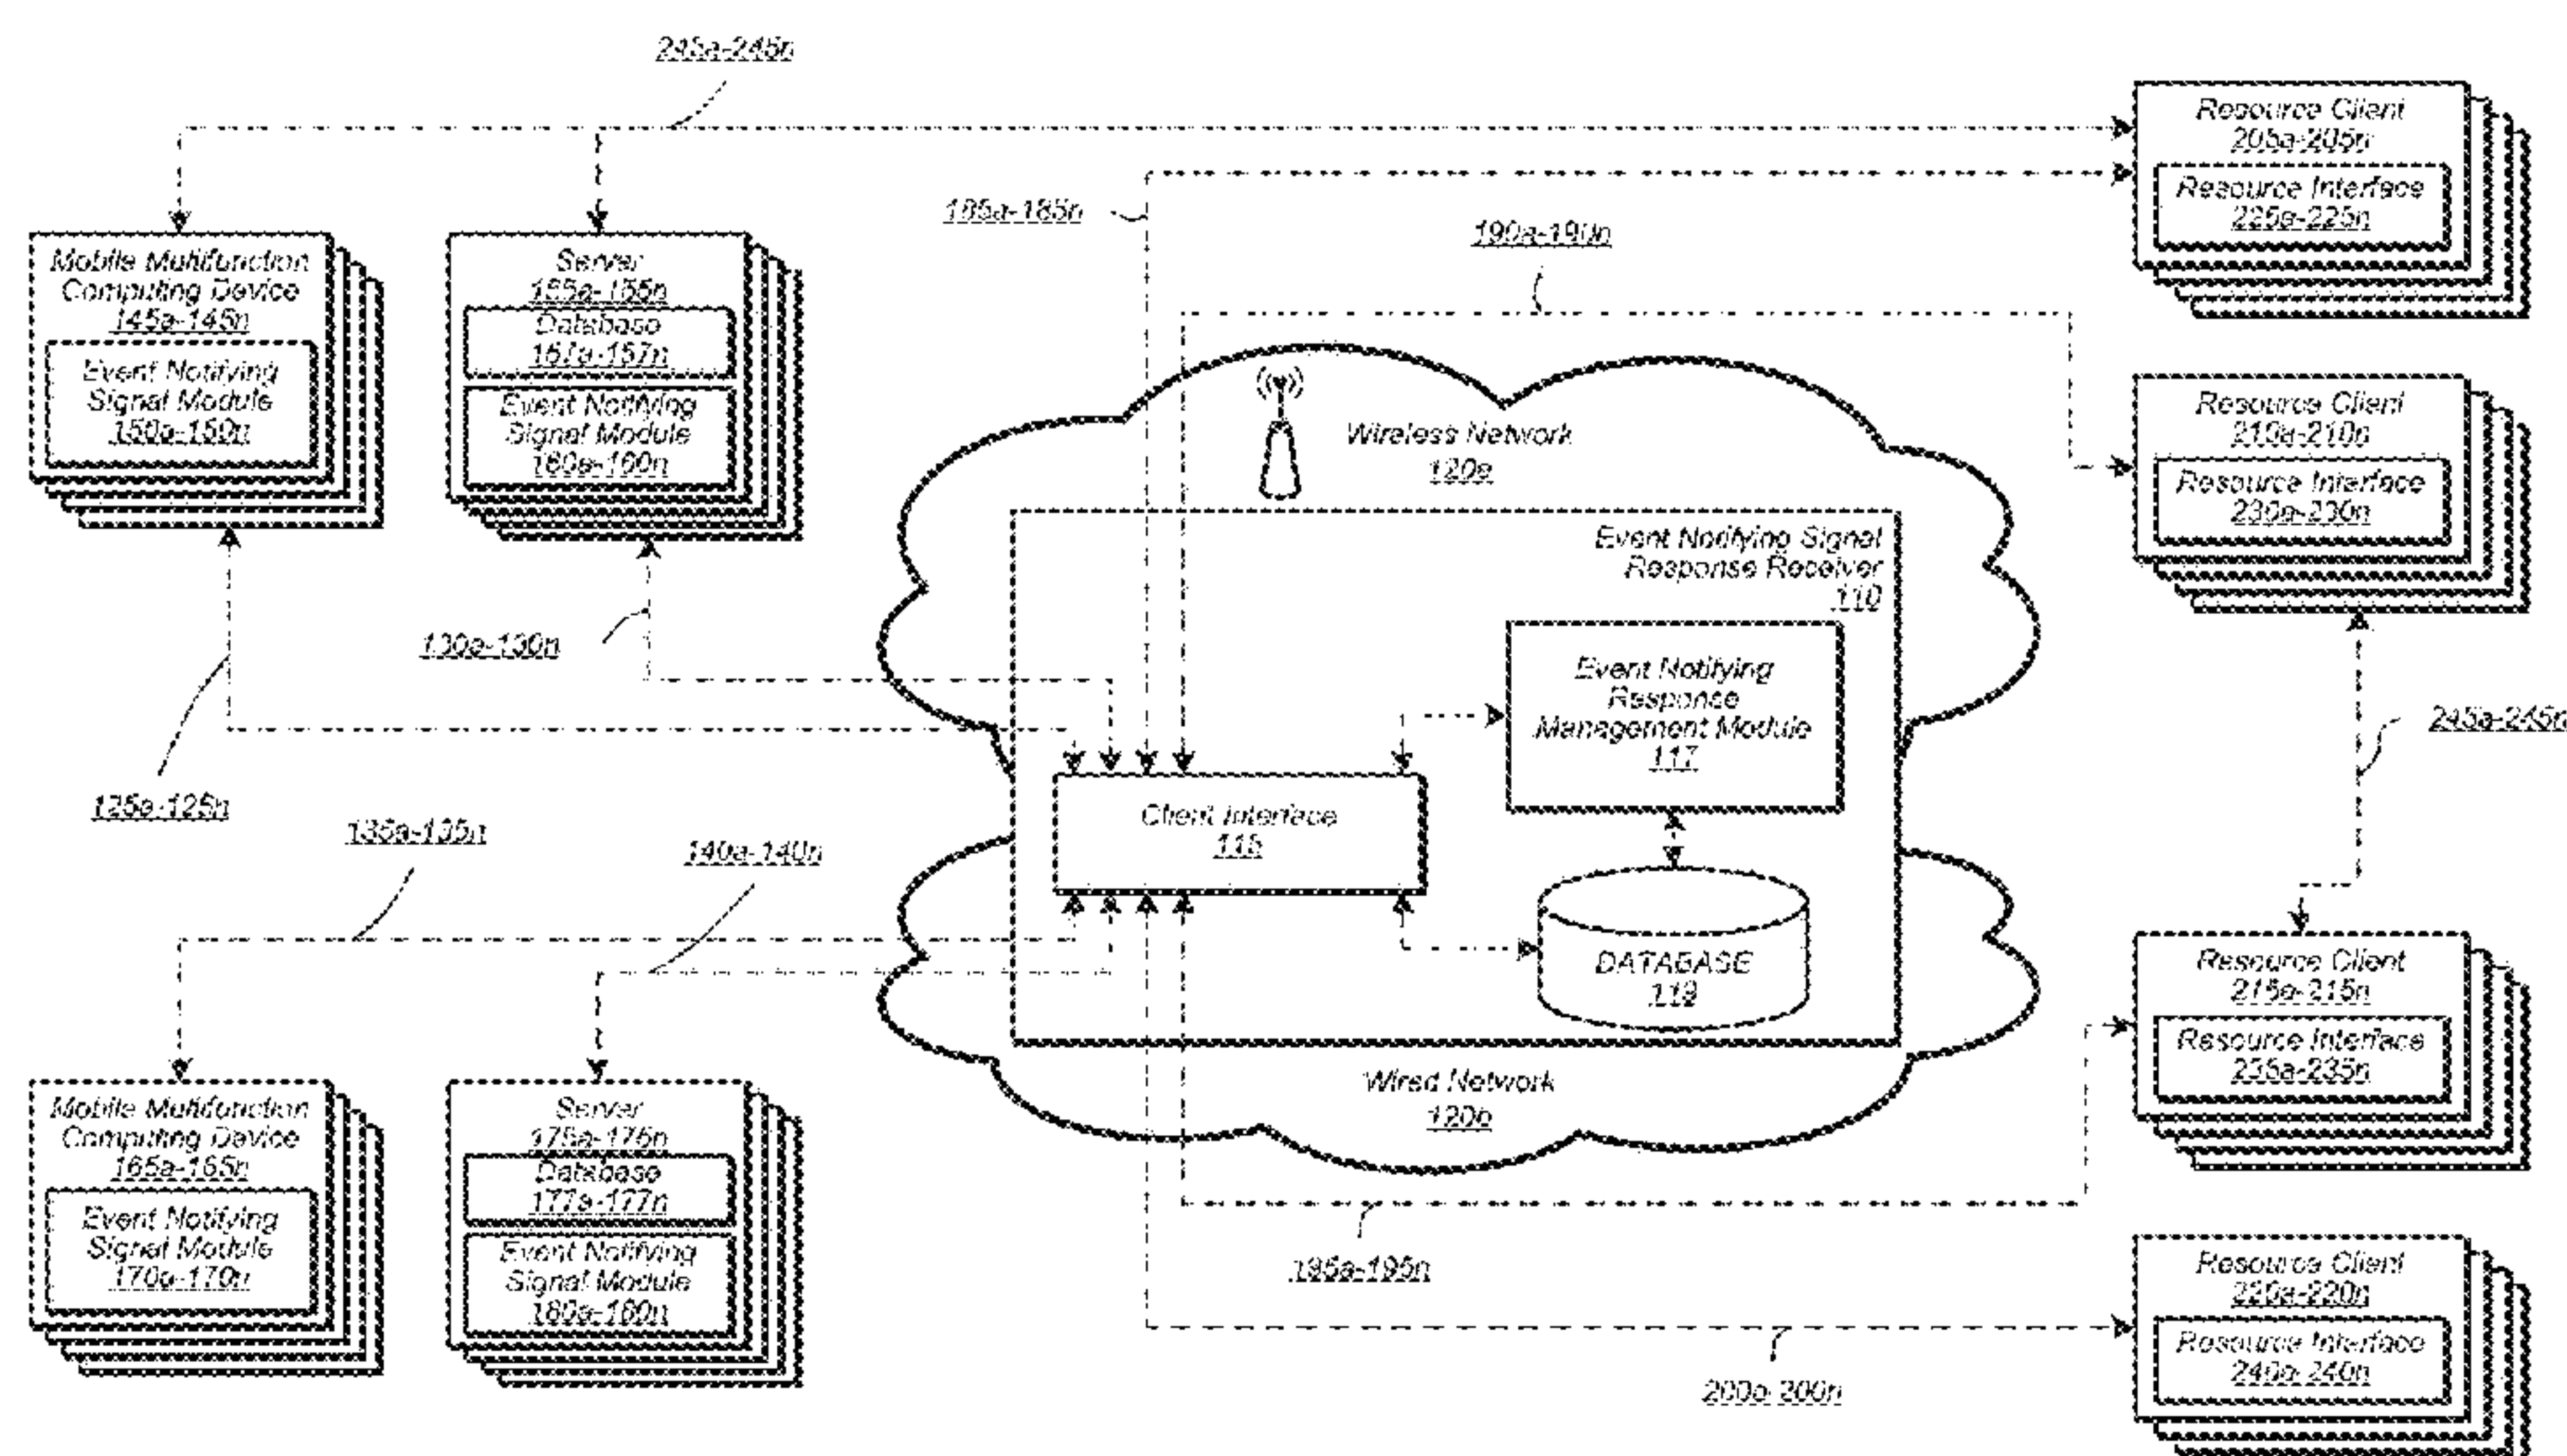 245a-245n
Resource Client
205a-205n
Resource Interface
225a-225n
185a-185n
190a-190n
Mobile Multifunction
Computing Device
145a-145n
Event Notifying
Signal Module
150a-150n
Server
155a-155n
Database
157a-157n
Event Notifying
Signal Module
160a-160n
Wireless Network
120a
Resource Client
210a-210n
Resource Interface
230a-230n
Event Notifying Signal
Response Receiver
110
130a-130n
Event Notifying
Response
Management Module
117
245a-245n
125a-125n
Client Interface
115
135a-135n
140a-140n
DATABASE
119
Resource Client
215a-215n
Resource Interface
235a-235n
Wired Network
120b
Mobile Multifunction
Computing Device
165a-165n
Event Notifying
Signal Module
170a-170n
Server
175a-175n
Database
177a-177n
Event Notifying
Signal Module
180a-180n
195a-195n
Resource Client
220a-220n
Resource Interface
240a-240n
200a-200n